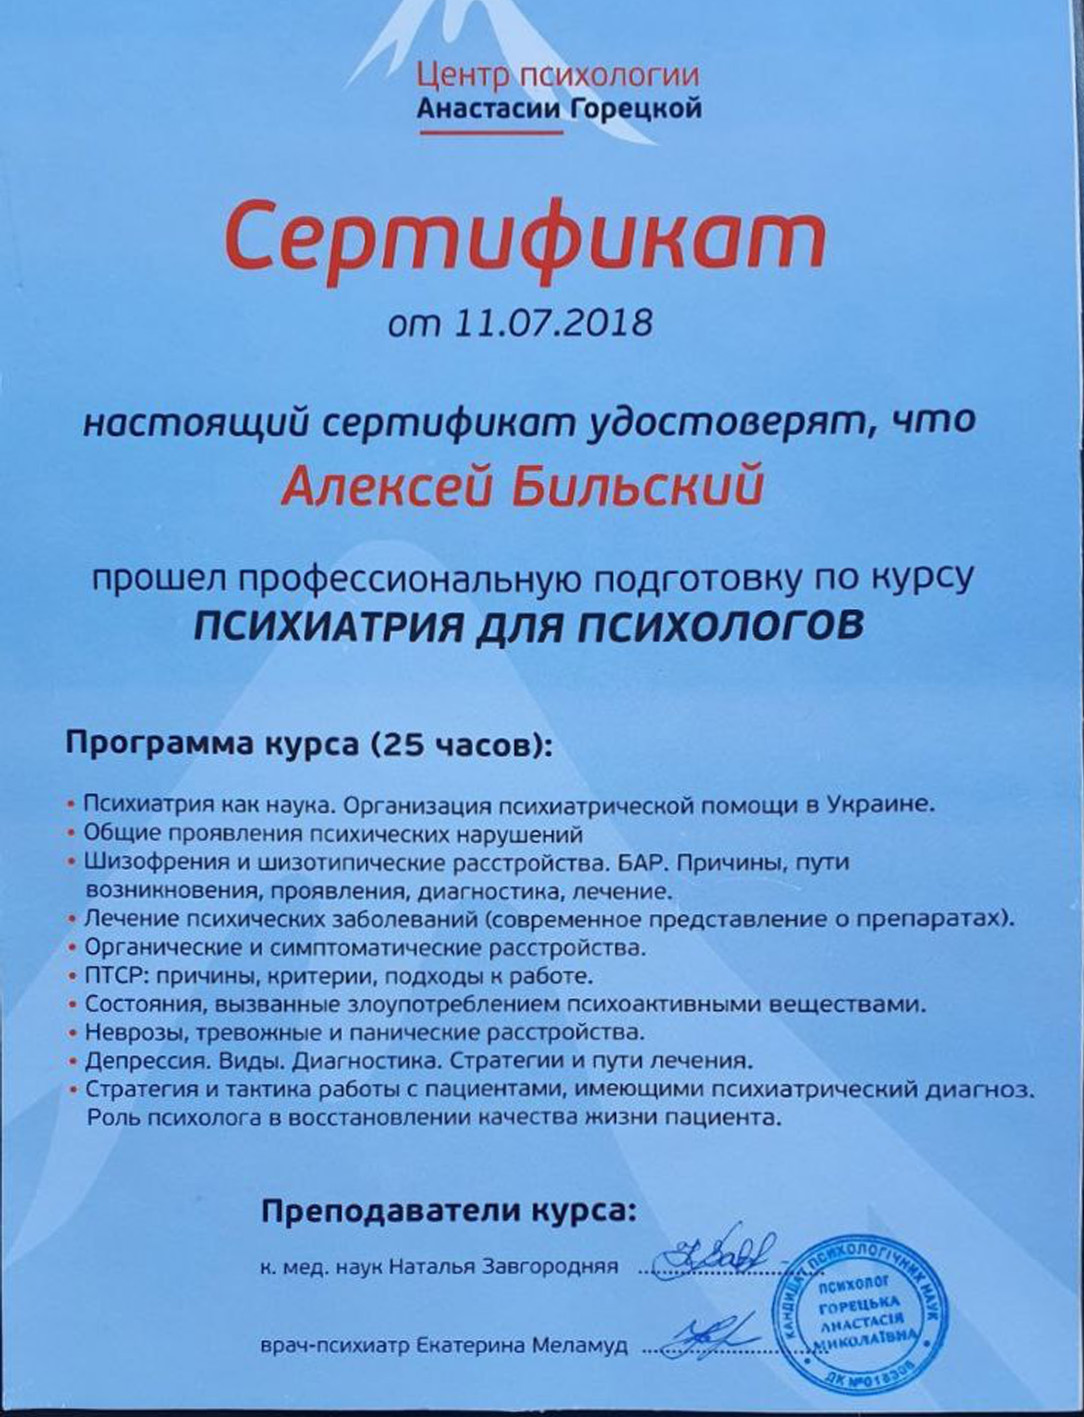 Центр психологии
Анастасии Горецкой
Сертификат
от 11.07.2018
настоящий сертификат удостоверят, что
Алексей Бильский
прошел профессиональную подготовку по курсу
ПСИХИАТРИЯ ДЛЯ ПСИХОЛОГОВ
Программа курса (25 часов):
• Психиатрия как наука. Организация психиатрической помощи в Украине.
• Общие проявления психических нарушений
• Шизофрения и шизотипические расстройства. БАР. Причины, пути
возникновения, проявления, диагностика, лечение.
• Лечение психических заболеваний (современное представление о препаратах).
• Органические и симптоматические расстройства.
• ПТСР: причины, критерии, подходы к работе.
• Состояния, вызванные злоупотреблением психоактивными веществами.
• Неврозы, тревожные и панические расстройства.
• Депрессия. Виды. Диагностика. Стратегии и пути лечения.
• Стратегия и тактика работы с пациентами, имеющими психиатрический диагноз.
Роль психолога в восстановлении качества жизни пациента.
Преподаватели курса:
к. мед. наук Наталья Завгородняя
врач-психиатр Екатерина Меламуд
КАНДИДАТ ПСИХОЛОГІЧНИХ НАУК
ПСИХОЛОГ
ГОРЕЦЬКА
АНАСТАСІЯ
МИКОЛАЇВНА